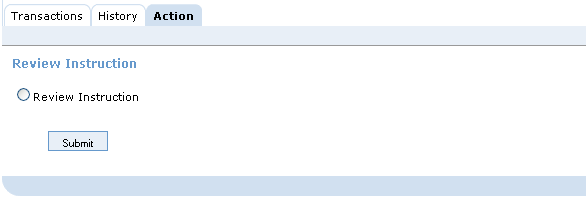 Transactions History Action
Review Instruction
Review Instruction
Submit